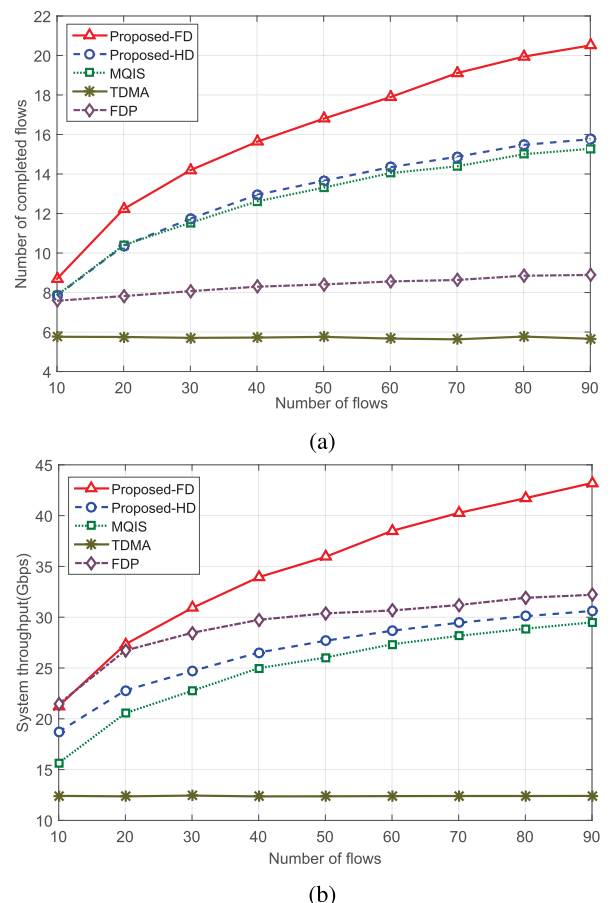 22
20
18
16
14
12
10
8
6
4
Number of completed flows
Proposed-FD
Proposed-HD
MQIS
TDMA
FDP
10 20 30 40 50 60 70 80 90
Number of flows
(a)
45
40
35
30
25
20
15
10
System throughput(Gbps)
Proposed-FD
Proposed-HD
MQIS
TDMA
FDP
10 20 30 40 50 60 70 80 90
Number of flows
(b)